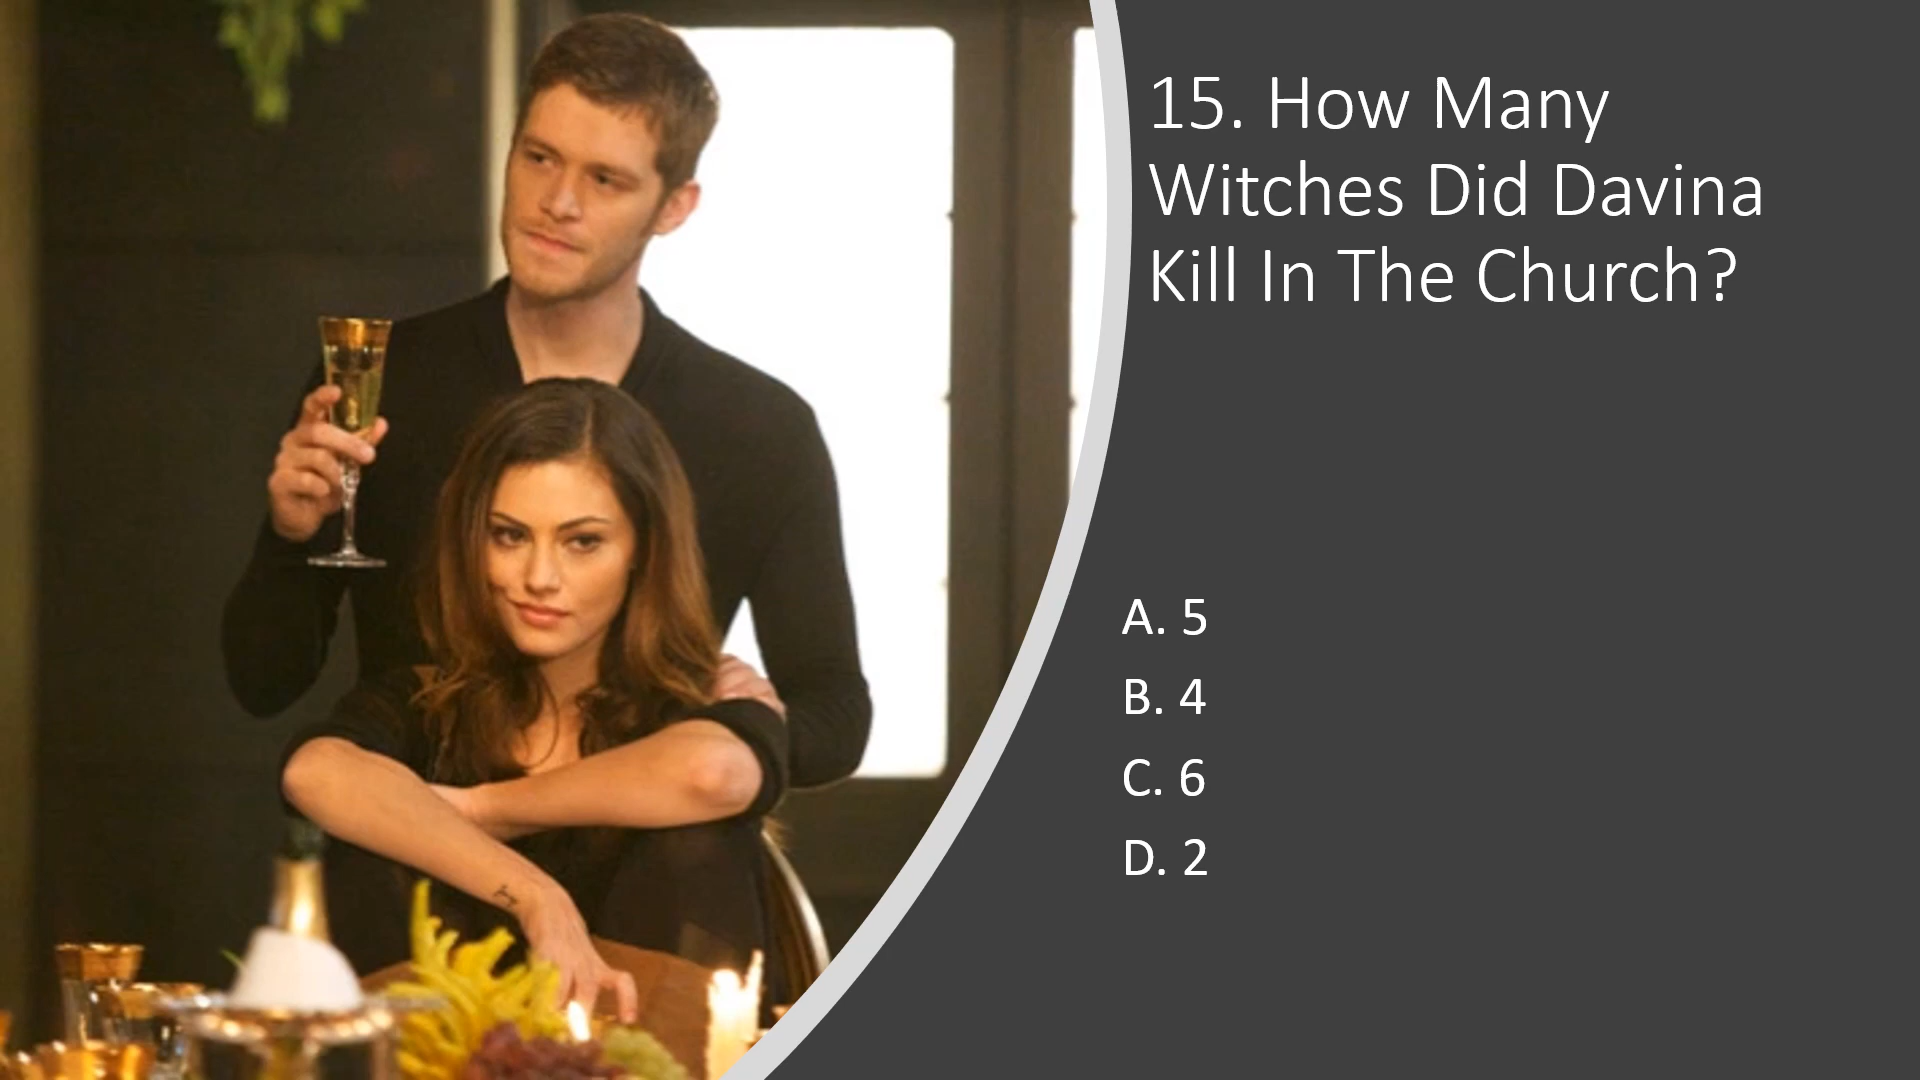 15. How Many
Witches Did Davina
Kill In The Church?
A. 5
B. 4
C. 6
D. 2